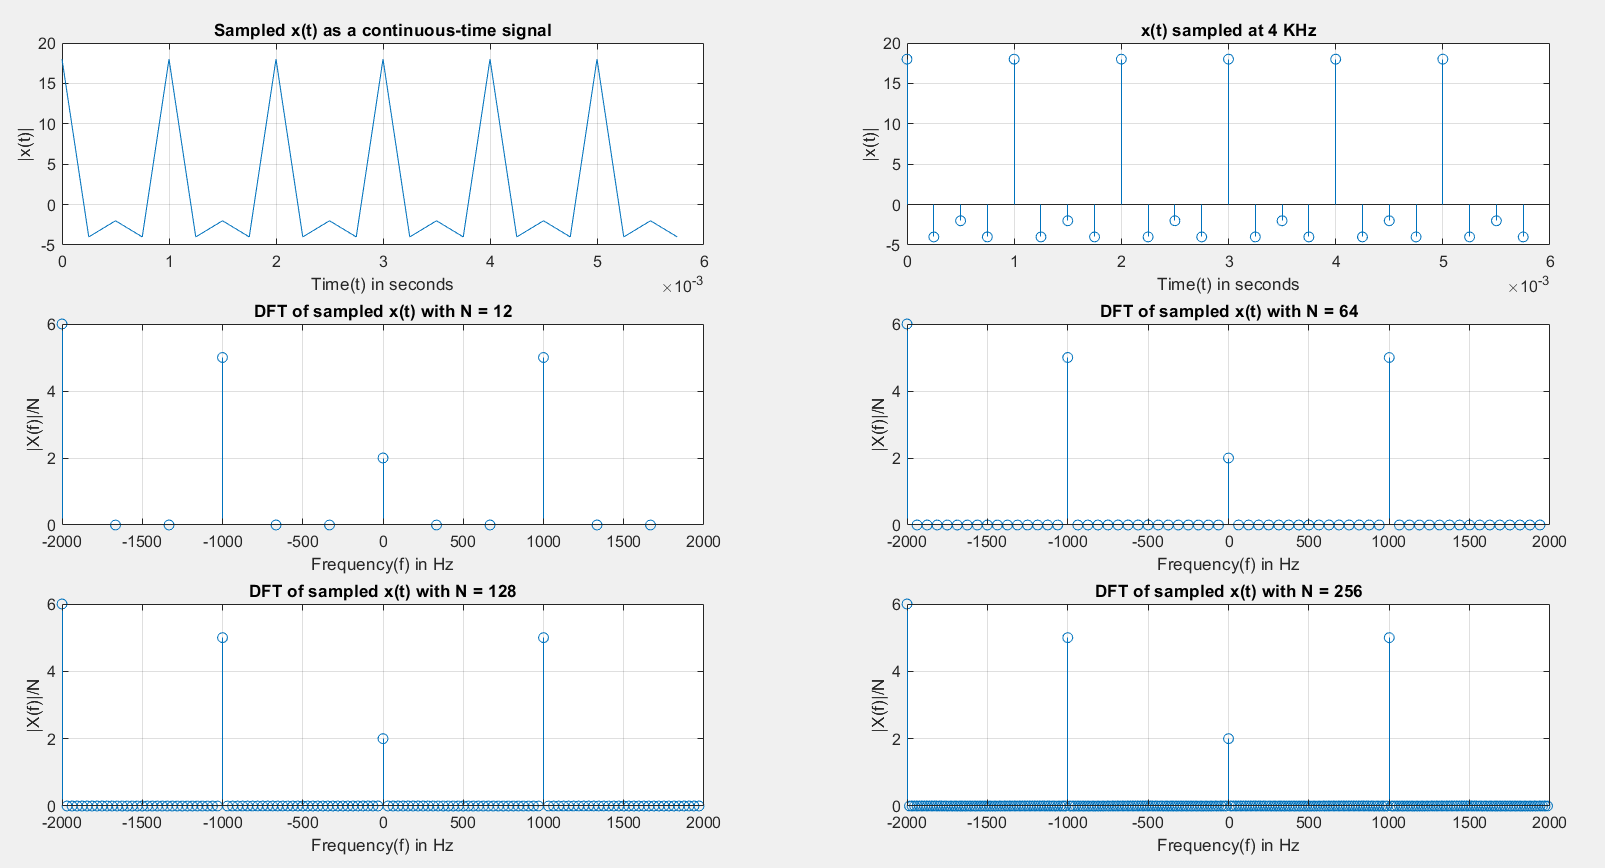 Sampled x(t) as a continuous-time signal
|x(t)|
20
15
10
5
0
-5
0 1 2 3 4 5 6
Time(t) in seconds
×10-3
x(t) sampled at 4 KHz
|x(t)|
20
15
10
5
0
-5
0 1 2 3 4 5 6
Time(t) in seconds
×10-3
DFT of sampled x(t) with N = 12
|X(f)|/N
6
4
2
0
-2000 -1500 -1000 -500 0 500 1000 1500 2000
Frequency(f) in Hz
DFT of sampled x(t) with N = 64
|X(f)|/N
6
4
2
0
-2000 -1500 -1000 -500 0 500 1000 1500 2000
Frequency(f) in Hz
DFT of sampled x(t) with N = 128
|X(f)|/N
6
4
2
0
-2000 -1500 -1000 -500 0 500 1000 1500 2000
Frequency(f) in Hz
DFT of sampled x(t) with N = 256
|X(f)|/N
6
4
2
0
-2000 -1500 -1000 -500 0 500 1000 1500 2000
Frequency(f) in Hz